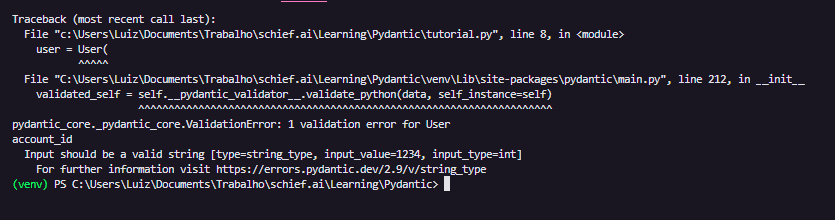 Traceback (most recent call last):
  File "c:\Users\Luiz\Documents\Trabalho\schief.ai\Learning\Pydantic\tutorial.py", line 8, in <module>
    user = User(
           ^^^^^
  File "C:\Users\Luiz\Documents\Trabalho\schief.ai\Learning\Pydantic\venv\Lib\site-packages\pydantic\main.py", line 212, in __init__
    validated_self = self.__pydantic_validator__.validate_python(data, self_instance=self)
                     ^^^^^^^^^^^^^^^^^^^^^^^^^^^^^^^^^^^^^^^^^^^^^^^^^^^^^^^^^^^^^^^^^^^^^
pydantic_core._pydantic_core.ValidationError: 1 validation error for User
account_id
  Input should be a valid string [type=string_type, input_value=1234, input_type=int]
    For further information visit https://errors.pydantic.dev/2.9/v/string_type
(venv) PS C:\Users\Luiz\Documents\Trabalho\schief.ai\Learning\Pydantic>